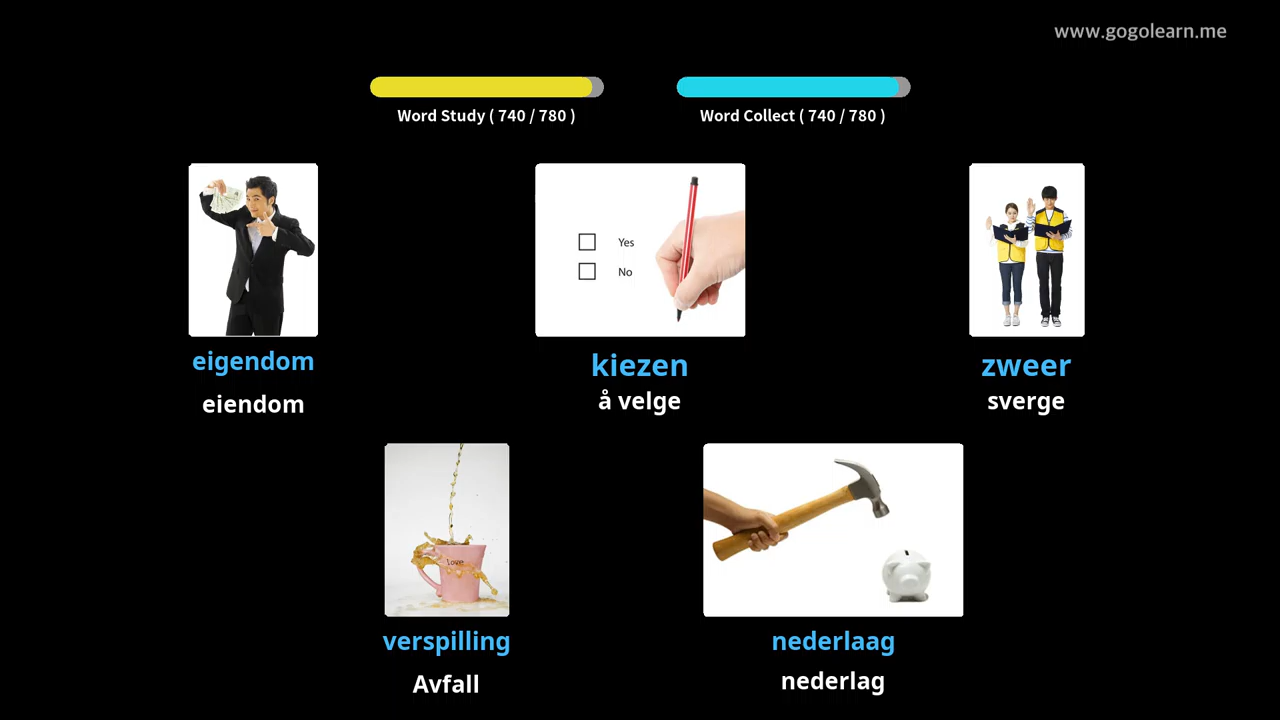 www.gogolearn.me
Word Study ( 740 / 780 )
Word Collect ( 740 / 780 )
Yes
No
eigendom
eiendom
kiezen
å velge
zweer
sverge
love
verspilling
Avfall
nederlaag
nederlag